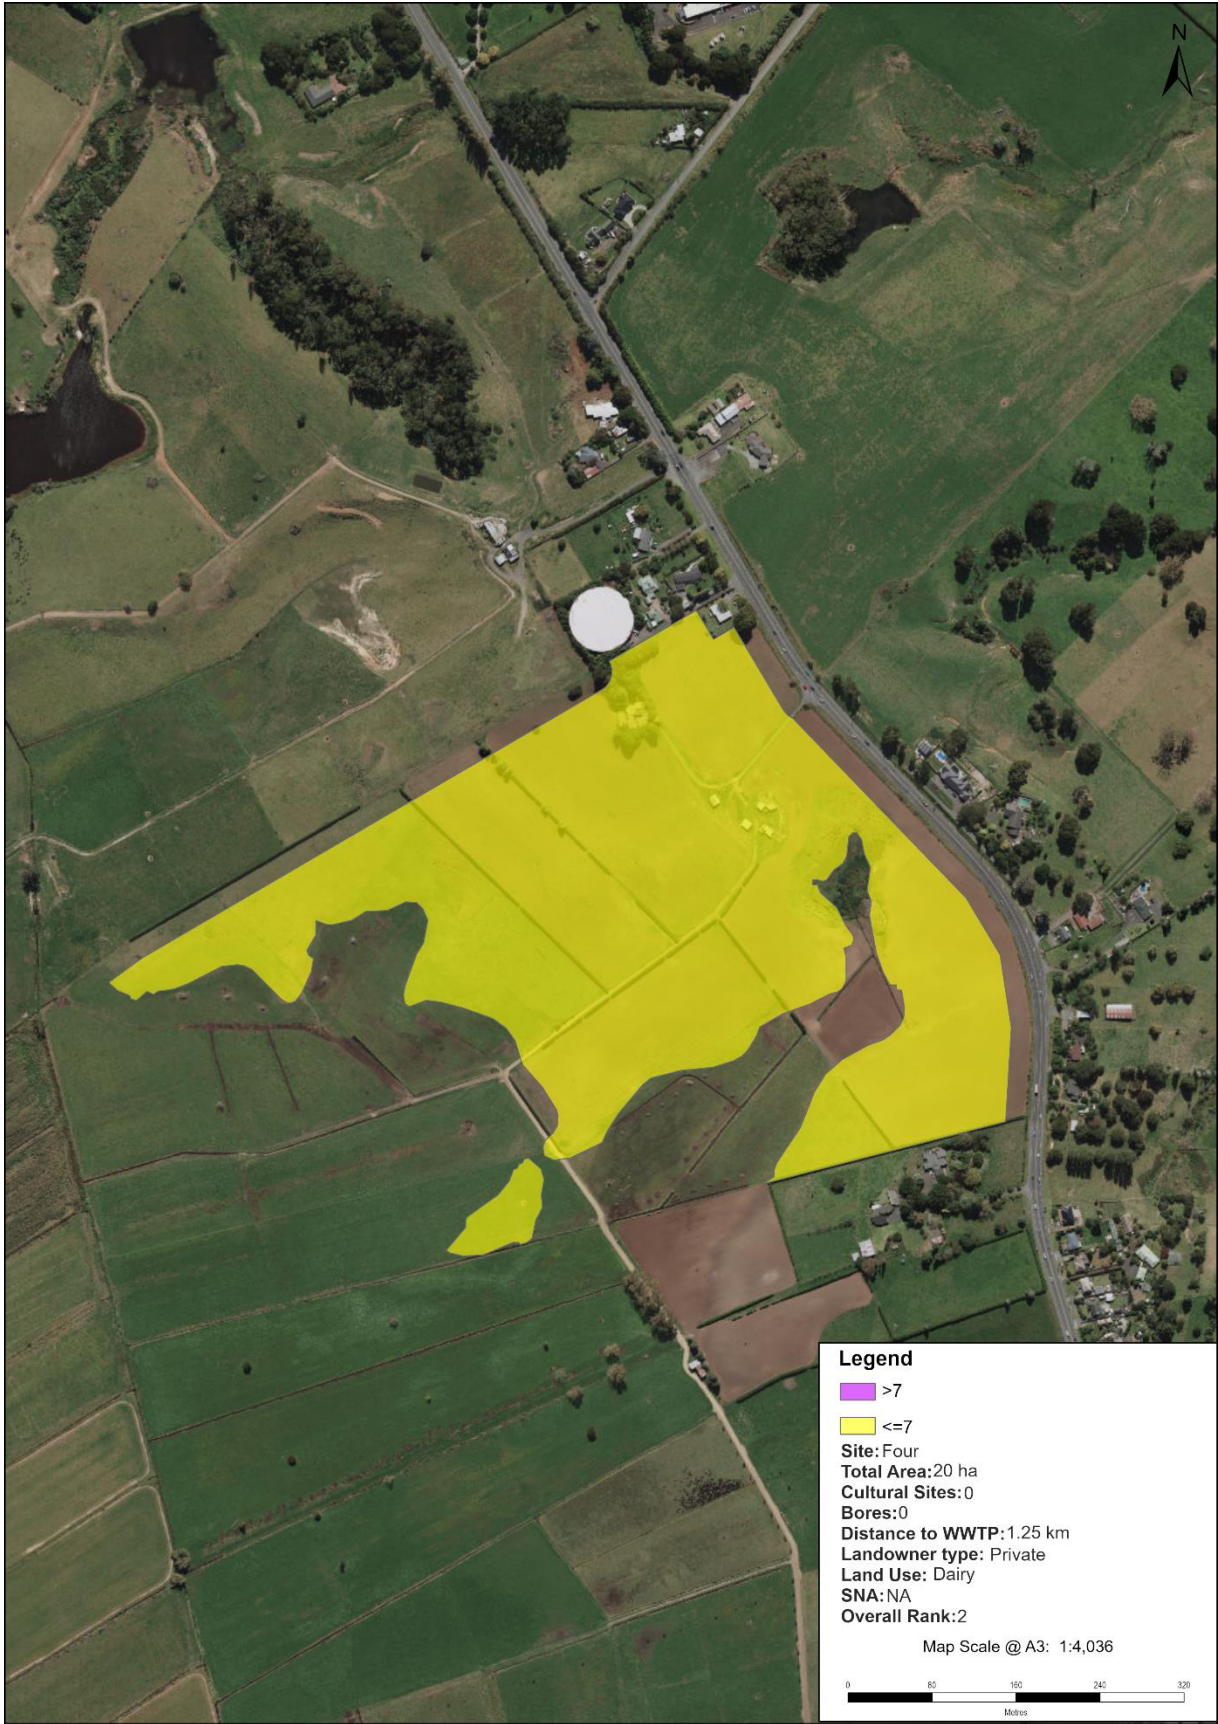 N
Legend
>7
<=7
Site: Four
Total Area: 20 ha
Cultural Sites: 0
Bores: 0
Distance to WWTP: 1.25 km
Landowner type: Private
Land Use: Dairy
SNA: NA
Overall Rank: 2
Map Scale @ A3: 1:4,036
0 80 160 240 320
Metres